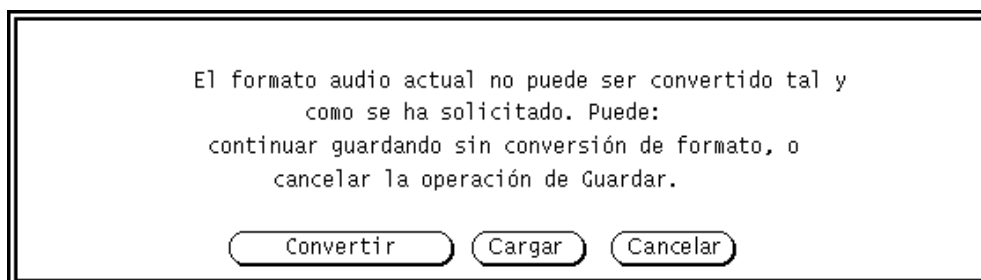 El formato audio actual no puede ser convertido tal y
como se ha solicitado. Puede:
continuar guardando sin conversión de formato, o
cancelar la operación de Guardar.
Convertir Cargar Cancelar